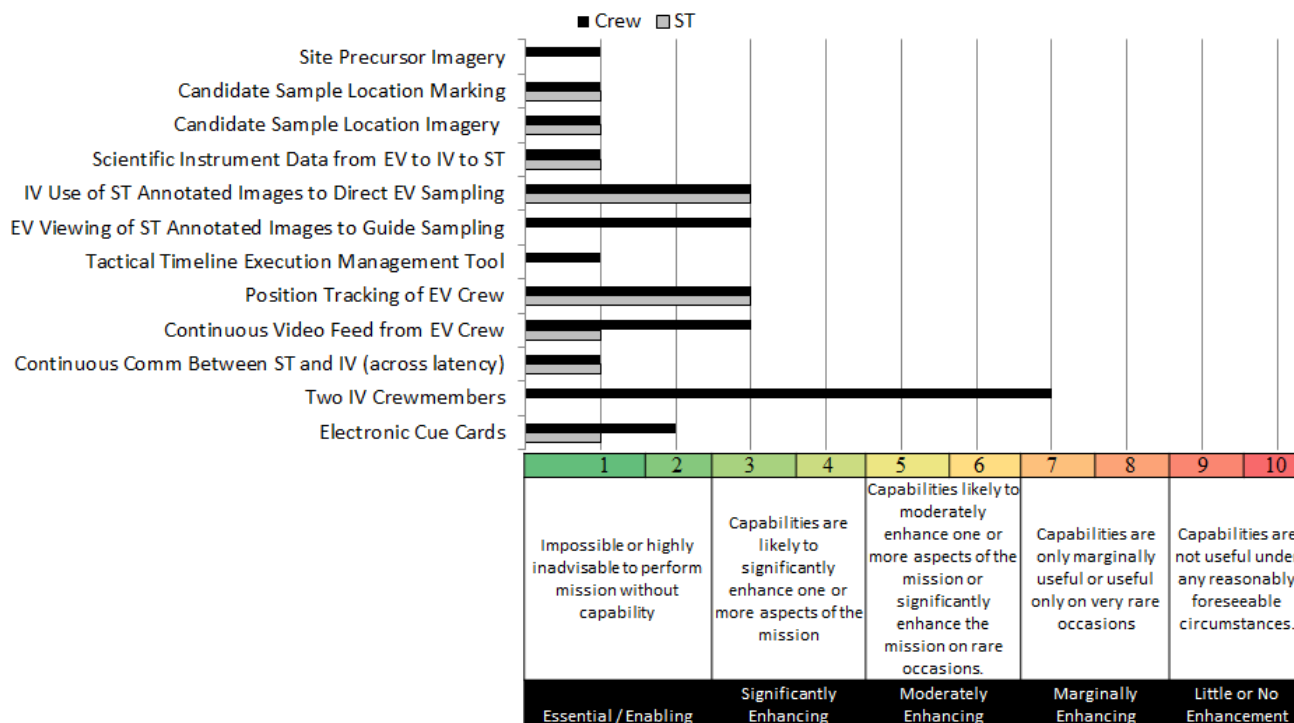 Crew ST
Site Precursor Imagery
Candidate Sample Location Marking
Candidate Sample Location Imagery
Scientific Instrument Data from EV to IV to ST
IV Use of ST Annotated Images to Direct EV Sampling
EV Viewing of ST Annotated Images to Guide Sampling
Tactical Timeline Execution Management Tool
Position Tracking of EV Crew
Continuous Video Feed from EV Crew
Continuous Comm Between ST and IV (across latency)
Two IV Crewmembers
Electronic Cue Cards
1 2 3 4 5 6 7 8 9 10
Impossible or highly
inadvisable to perform
mission without
capability
Capabilities are
likely to
significantly
enhance one or
more aspects of the
mission
Capabilities likely to
moderately
enhance one or
more aspects of the
mission or
significantly
enhance the
mission on rare
occasions.
Capabilities are
only marginally
useful or useful
only on very rare
occasions
Capabilities are
not useful under
any reasonably
foreseeable
circumstances.
Essential / Enabling
Significantly
Enhancing
Moderately
Enhancing
Marginally
Enhancing
Little or No
Enhancement